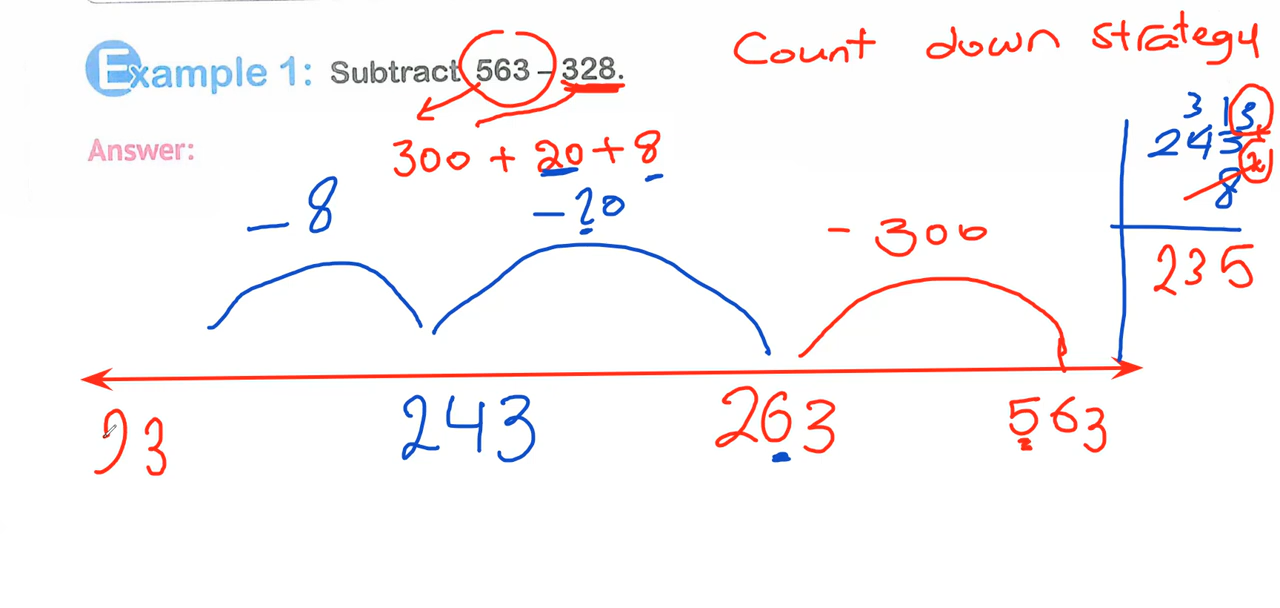 Count down strategy
Example 1: Subtract 563 – 328.
Answer:
300 + 20 + 8
3 13
243
8
235
– 8
– 20
– 300
23
243
263
563